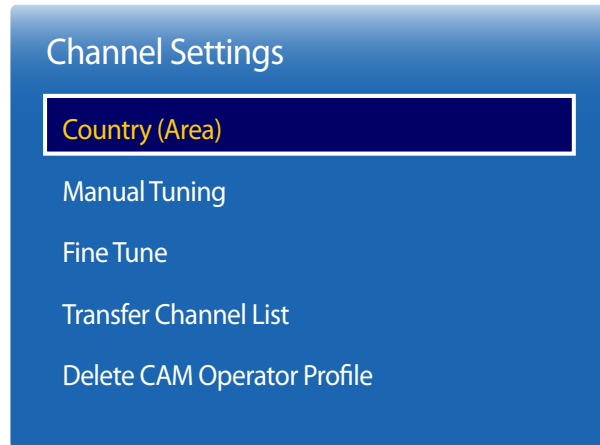 Channel Settings
Country (Area)
Manual Tuning
Fine Tune
Transfer Channel List
Delete CAM Operator Profile